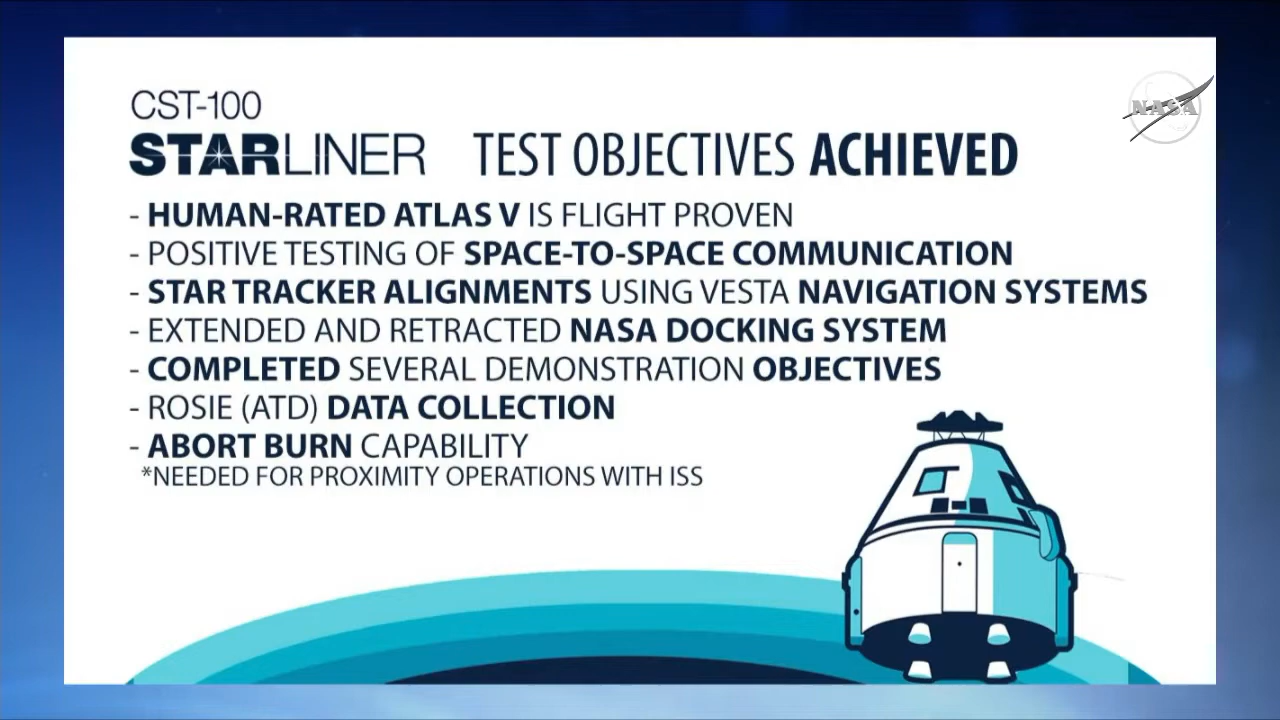 CST-100
STARLINER TEST OBJECTIVES ACHIEVED
NASA
- HUMAN-RATED ATLAS V IS FLIGHT PROVEN
- POSITIVE TESTING OF SPACE-TO-SPACE COMMUNICATION
- STAR TRACKER ALIGNMENTS USING VESTA NAVIGATION SYSTEMS
- EXTENDED AND RETRACTED NASA DOCKING SYSTEM
- COMPLETED SEVERAL DEMONSTRATION OBJECTIVES
- ROSIE (ATD) DATA COLLECTION
- ABORT BURN CAPABILITY
*NEEDED FOR PROXIMITY OPERATIONS WITH ISS